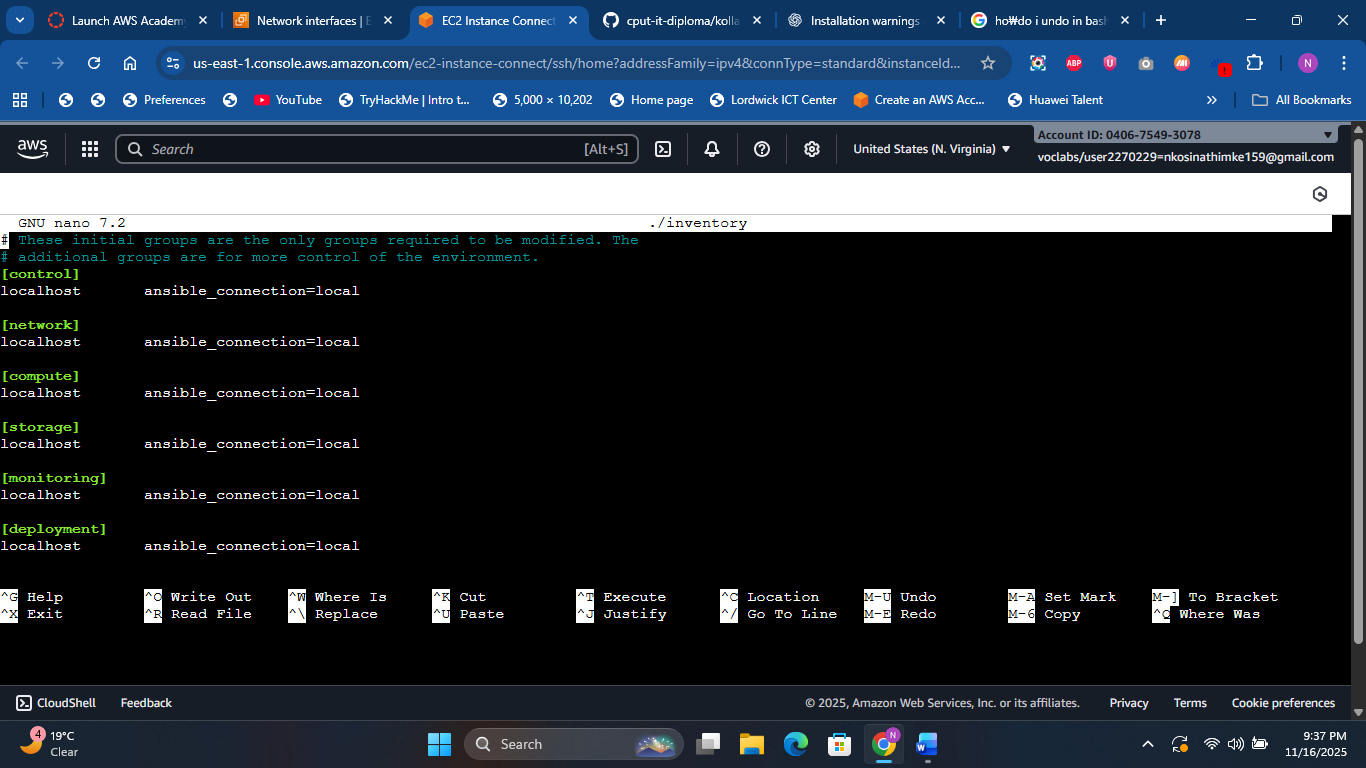 Launch AWS Academy
Network interfaces | E
EC2 Instance Connect
cput-it-diploma/kolla
Installation warnings
ho₩do i undo in bash
us-east-1.console.aws.amazon.com/ec2-instance-connect/ssh/home?addressFamily=ipv4&connType=standard&instanceId...
ABP
U
!
N
Preferences
YouTube
TryHackMe | Intro t...
5,000 × 10,202
Home page
Lordwick ICT Center
Create an AWS Acc...
Huawei Talent
»
All Bookmarks
aws
Search
[Alt+S]
United States (N. Virginia)
Account ID: 0406-7549-3078
voclabs/user2270229=nkosinathimke159@gmail.com
GNU nano 7.2 ./inventory
# These initial groups are the only groups required to be modified. The
# additional groups are for more control of the environment.
[control]
localhost ansible_connection=local
[network]
localhost ansible_connection=local
[compute]
localhost ansible_connection=local
[storage]
localhost ansible_connection=local
[monitoring]
localhost ansible_connection=local
[deployment]
localhost ansible_connection=local
^G Help ^O Write Out ^W Where Is ^K Cut ^T Execute ^C Location M-U Undo M-A Set Mark M-] To Bracket
^X Exit ^R Read File ^\ Replace ^U Paste ^J Justify ^/ Go To Line M-E Redo M-6 Copy ^Q Where Was
CloudShell
Feedback
© 2025, Amazon Web Services, Inc. or its affiliates.
Privacy
Terms
Cookie preferences
4
19°C
Clear
Search
N
9:37 PM
11/16/2025